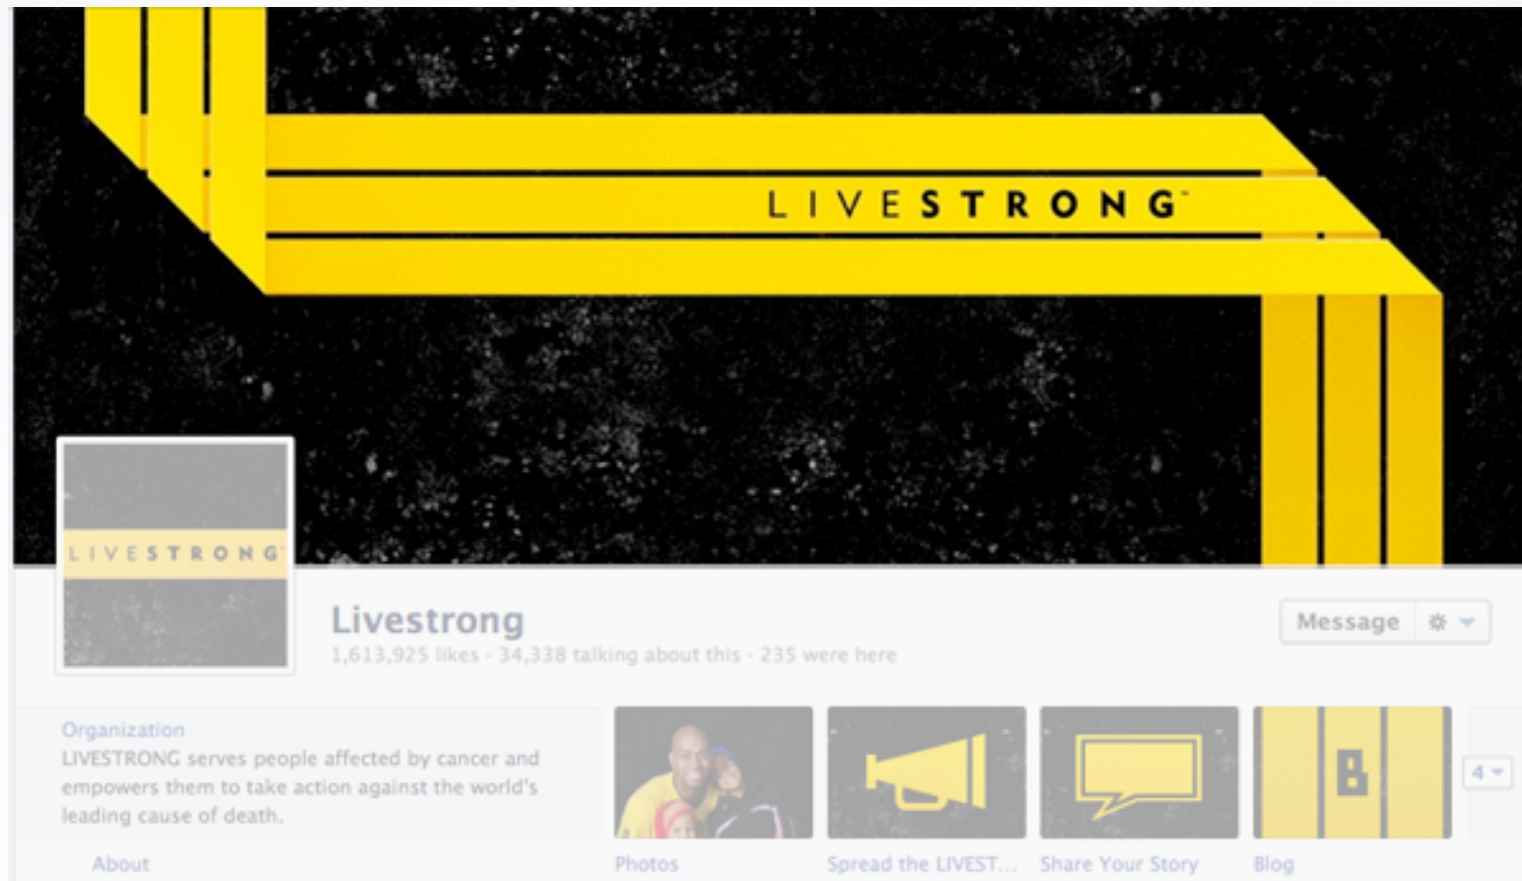 LIVESTRONG™
LIVESTRONG
Livestrong
1,613,925 likes · 34,338 talking about this · 235 were here
Message
Organization
LIVESTRONG serves people affected by cancer and
empowers them to take action against the world's
leading cause of death.
B
4
About
Photos
Spread the LIVEST...
Share Your Story
Blog